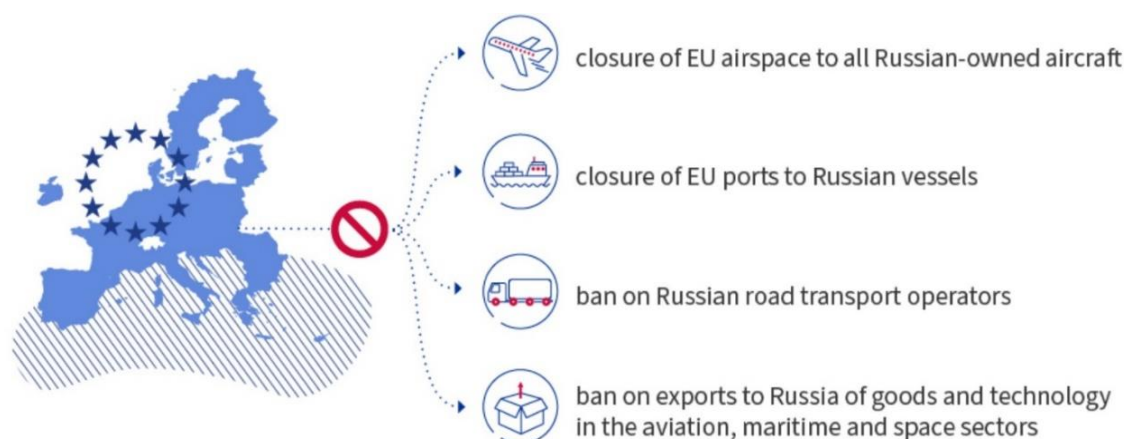 closure of EU airspace to all Russian-owned aircraft
closure of EU ports to Russian vessels
ban on Russian road transport operators
ban on exports to Russia of goods and technology
in the aviation, maritime and space sectors